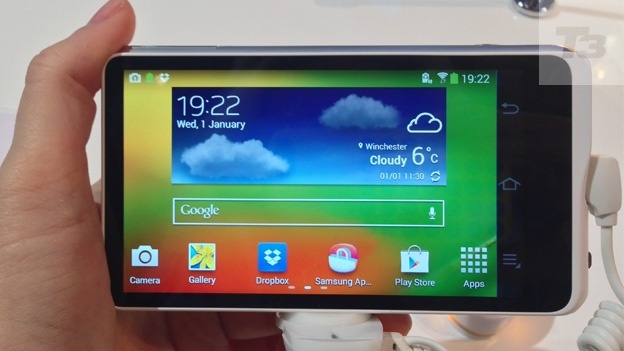 T3
19:22
19:22
Wed, 1 January
Winchester
Cloudy 6°c
01/01 11:30
Google
Camera
Gallery
Dropbox
Samsung Ap...
Play Store
Apps